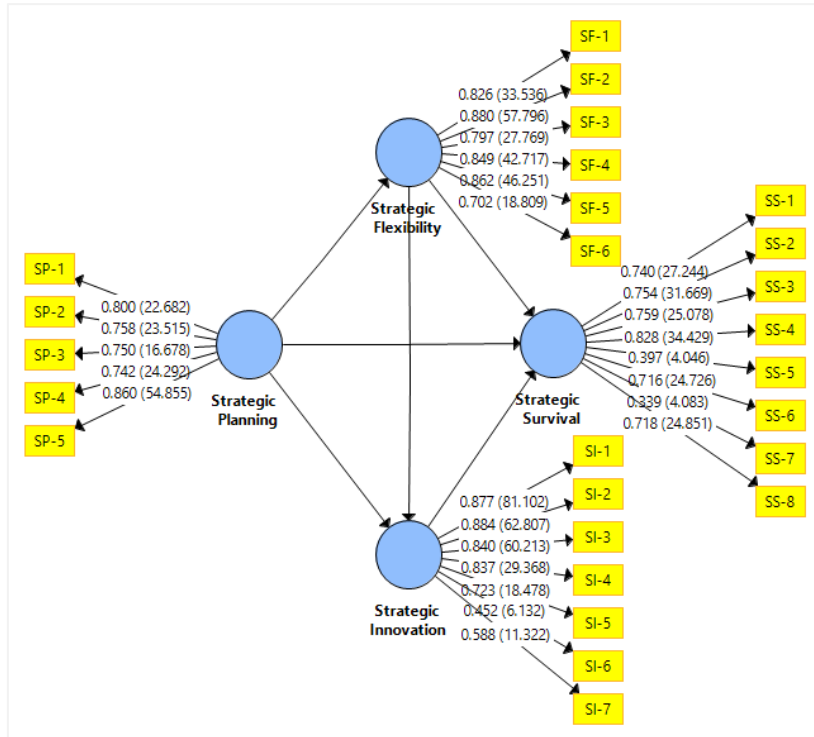 SF-1
SF-2
SF-3
SF-4
SF-5
SF-6
0.826 (33.536)
0.880 (57.796)
0.797 (27.769)
0.849 (42.717)
0.862 (46.251)
0.702 (18.809)
Strategic
Flexibility
SP-1
SP-2
SP-3
SP-4
SP-5
0.800 (22.682)
0.758 (23.515)
0.750 (16.678)
0.742 (24.292)
0.860 (54.855)
Strategic
Planning
Strategic
Survival
0.740 (27.244)
0.754 (31.669)
0.759 (25.078)
0.828 (34.429)
0.397 (4.046)
0.716 (24.726)
0.339 (4.083)
0.718 (24.851)
SS-1
SS-2
SS-3
SS-4
SS-5
SS-6
SS-7
SS-8
Strategic
Innovation
0.877 (81.102)
0.884 (62.807)
0.840 (60.213)
0.837 (29.368)
0.723 (18.478)
0.452 (6.132)
0.588 (11.322)
SI-1
SI-2
SI-3
SI-4
SI-5
SI-6
SI-7